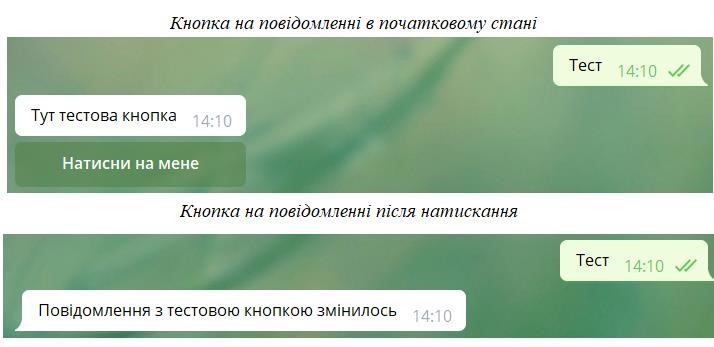 Кнопка на повідомленні в початковому стані
Тест 14:10
Тут тестова кнопка 14:10
Натисни на мене
Кнопка на повідомленні після натискання
Тест 14:10
Повідомлення з тестовою кнопкою змінилось 14:10